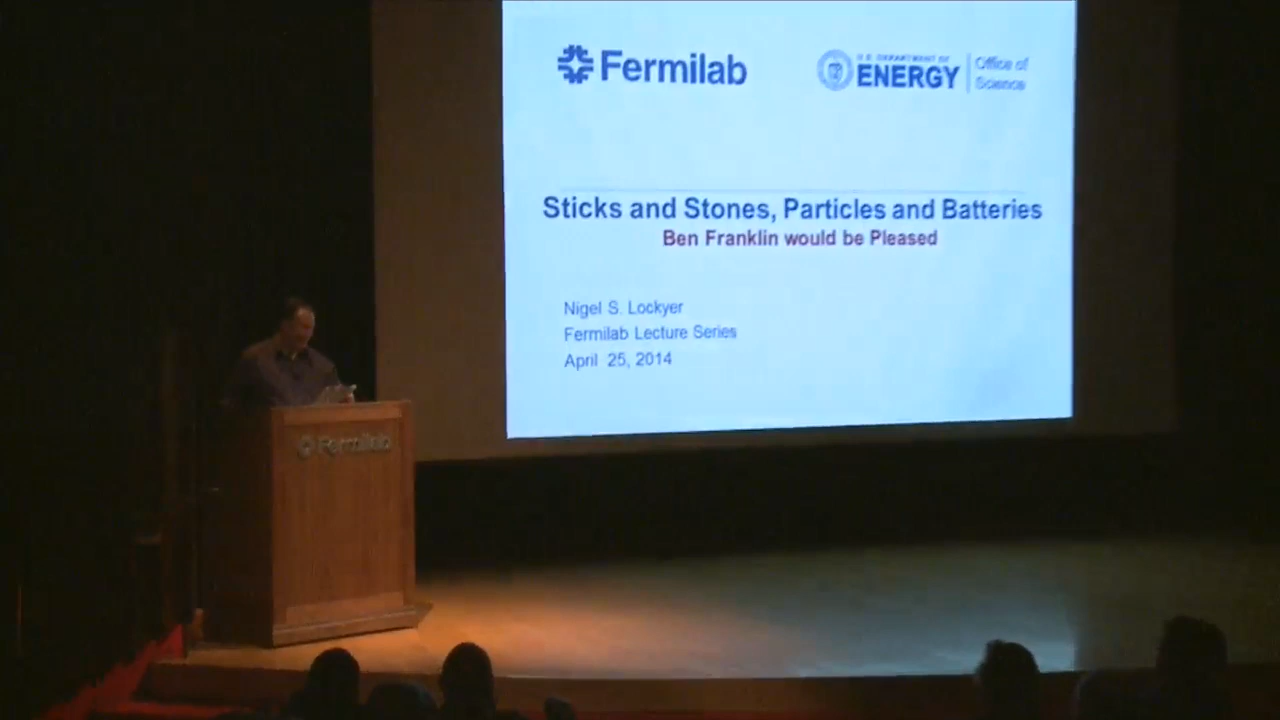 Fermilab
U.S. DEPARTMENT OF
ENERGY
Office of
Science
Sticks and Stones, Particles and Batteries
Ben Franklin would be Pleased
Nigel S. Lockyer
Fermilab Lecture Series
April 25, 2014
Fermilab